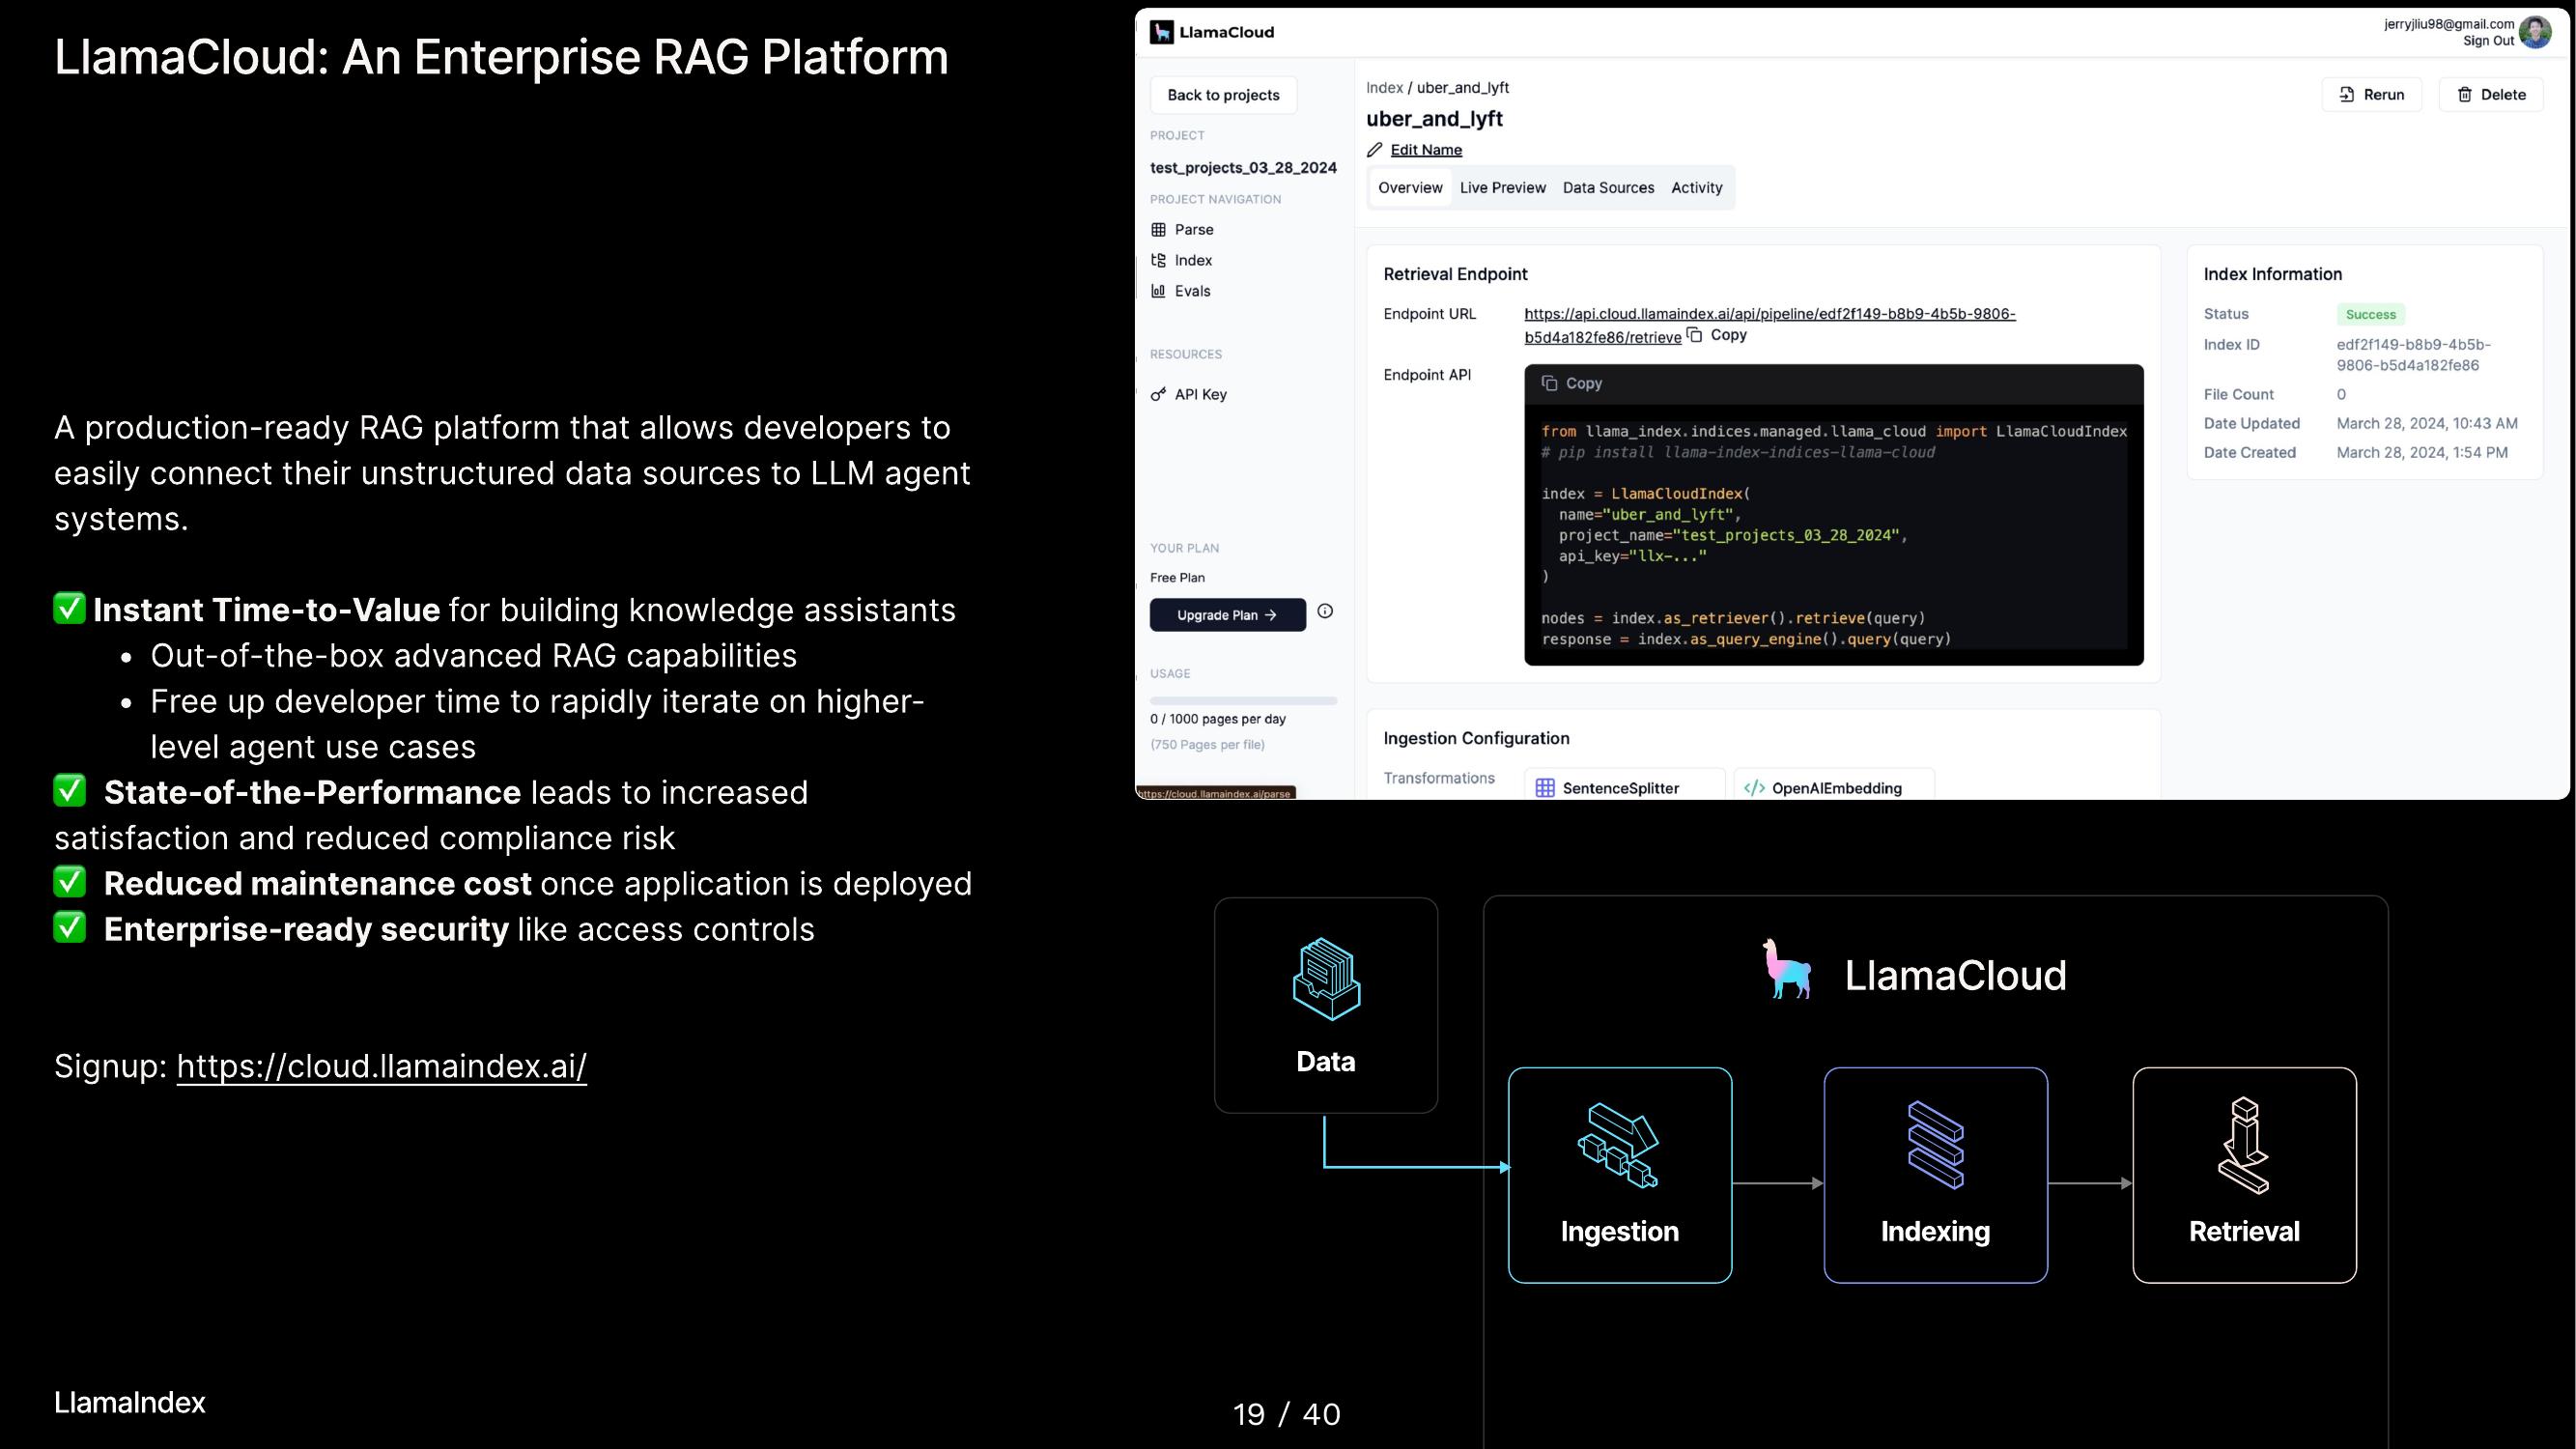 LlamaCloud: An Enterprise RAG Platform
A production-ready RAG platform that allows developers to
easily connect their unstructured data sources to LLM agent
systems.
✅ Instant Time-to-Value for building knowledge assistants
• Out-of-the-box advanced RAG capabilities
• Free up developer time to rapidly iterate on higher-
level agent use cases
✅ State-of-the-Performance leads to increased
satisfaction and reduced compliance risk
✅ Reduced maintenance cost once application is deployed
✅ Enterprise-ready security like access controls
Signup: https://cloud.llamaindex.ai/
LlamaIndex
19 / 40
LlamaCloud
jerryjliu98@gmail.com
Sign Out
Back to projects
PROJECT
test_projects_03_28_2024
PROJECT NAVIGATION
Parse
Index
Evals
RESOURCES
API Key
YOUR PLAN
Free Plan
Upgrade Plan →
USAGE
0 / 1000 pages per day
(750 Pages per file)
https://cloud.llamaindex.ai/parse
Index / uber_and_lyft
uber_and_lyft
Edit Name
Rerun
Delete
Overview Live Preview Data Sources Activity
Retrieval Endpoint
Endpoint URL
https://api.cloud.llamaindex.ai/api/pipeline/edf2f149-b8b9-4b5b-9806-
b5d4a182fe86/retrieve Copy
Endpoint API
Copy
from llama_index.indices.managed.llama_cloud import LlamaCloudIndex
# pip install llama-index-indices-llama-cloud
index = LlamaCloudIndex(
name="uber_and_lyft",
project_name="test_projects_03_28_2024",
api_key="llx-..."
)
nodes = index.as_retriever().retrieve(query)
response = index.as_query_engine().query(query)
Ingestion Configuration
Transformations
SentenceSplitter
</> OpenAIEmbedding
Index Information
Status Success
Index ID edf2f149-b8b9-4b5b-
9806-b5d4a182fe86
File Count 0
Date Updated March 28, 2024, 10:43 AM
Date Created March 28, 2024, 1:54 PM
Data
LlamaCloud
Ingestion
Indexing
Retrieval